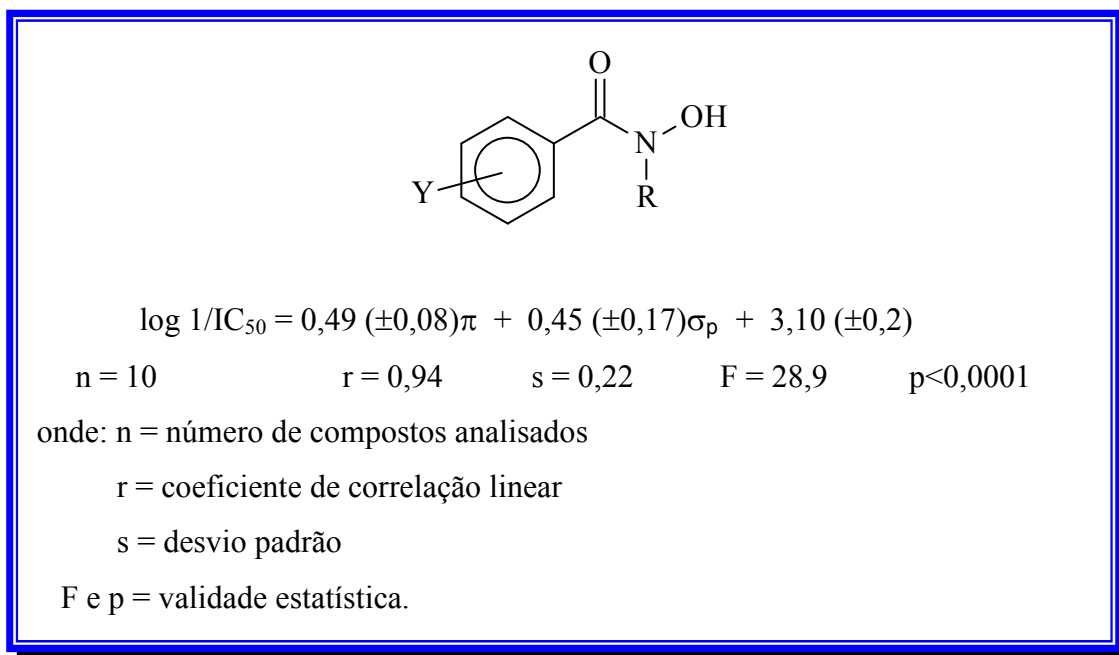 O
OH
N
Y
R
log 1/IC₅₀ = 0,49 (±0,08)π + 0,45 (±0,17)σₚ + 3,10 (±0,2)
n = 10 r = 0,94 s = 0,22 F = 28,9 p<0,0001
onde: n = número de compostos analisados
r = coeficiente de correlação linear
s = desvio padrão
F e p = validade estatística.